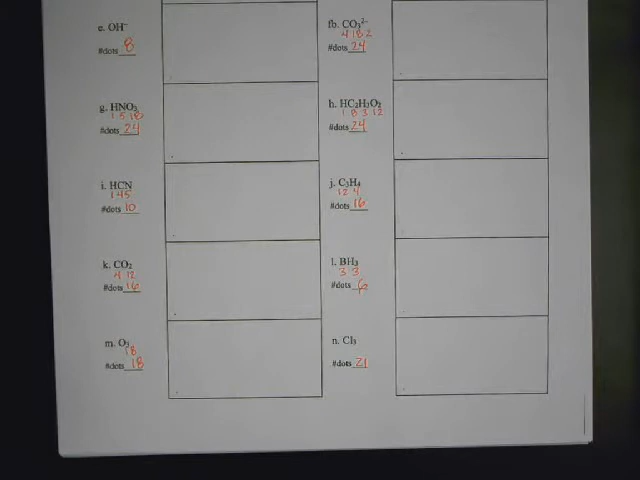 e. OH⁻
#dots 8
fb. CO₃²⁻
4 18 2
#dots 24
g. HNO₃
1 5 18
#dots 24
h. HC₂H₃O₂
1 8 3 12
#dots 24
i. HCN
1 4 5
#dots 10
j. C₃H₄
12 4
#dots 16
k. CO₂
4 12
#dots 16
l. BH₃
3 3
#dots 6
m. O₃
18
#dots 18
n. Cl₃
#dots 21